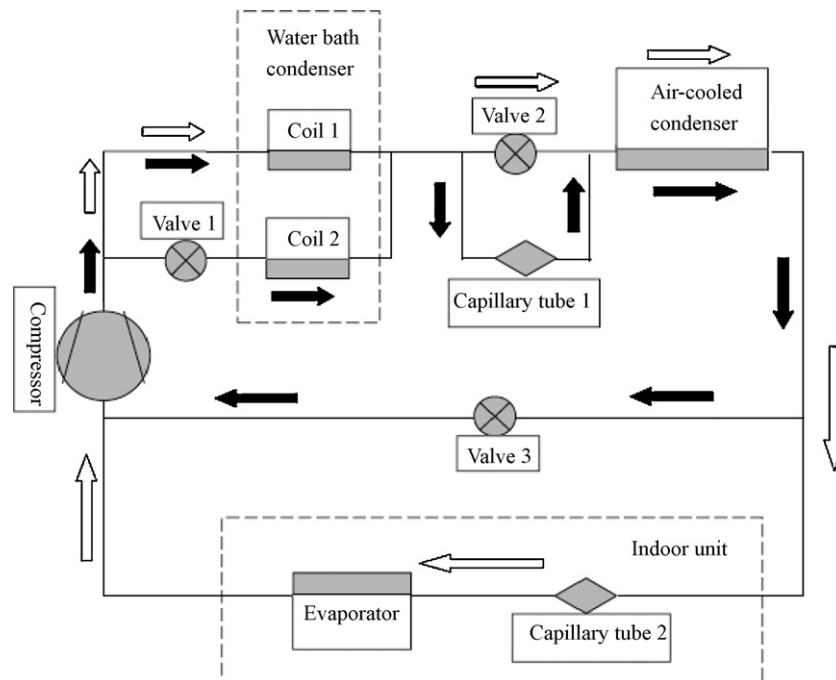 Water bath
condenser
Air-cooled
condenser
Valve 2
Coil 1
Valve 1
Coil 2
Capillary tube 1
Compressor
Valve 3
Indoor unit
Evaporator
Capillary tube 2